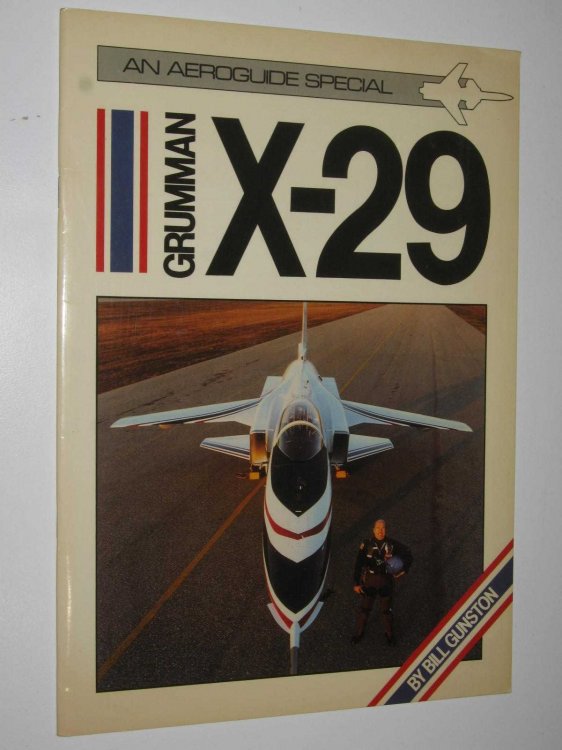 AN AEROGUIDE SPECIAL
GRUMMAN
X-29
BY BILL GUNSTON